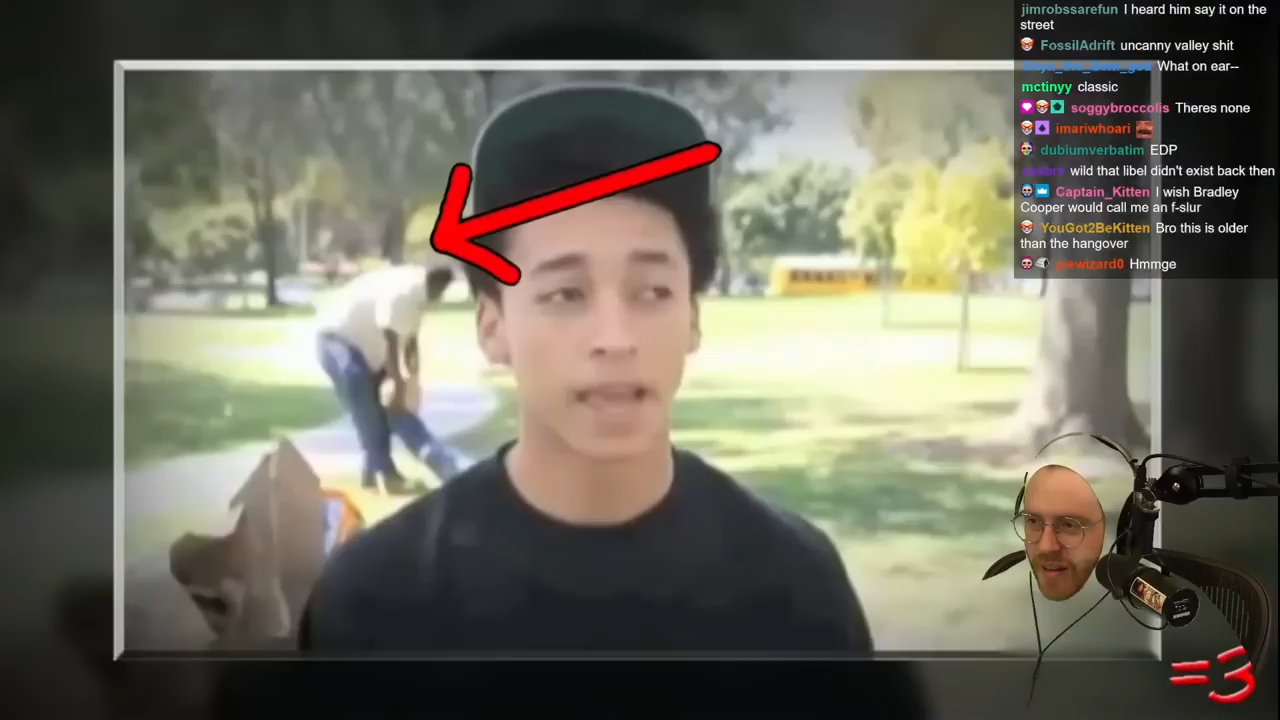 jimrobssarefun I heard him say it on the
street
FossilAdrift uncanny valley shit
What on ear--
mctinyy classic
soggybroccolis Theres none
imariwhoari
dubiumverbatim EDP
wild that libel didn't exist back then
Captain_Kitten I wish Bradley
Cooper would call me an f-slur
YouGot2BeKitten Bro this is older
than the hangover
piewizard0 Hmmge
=3